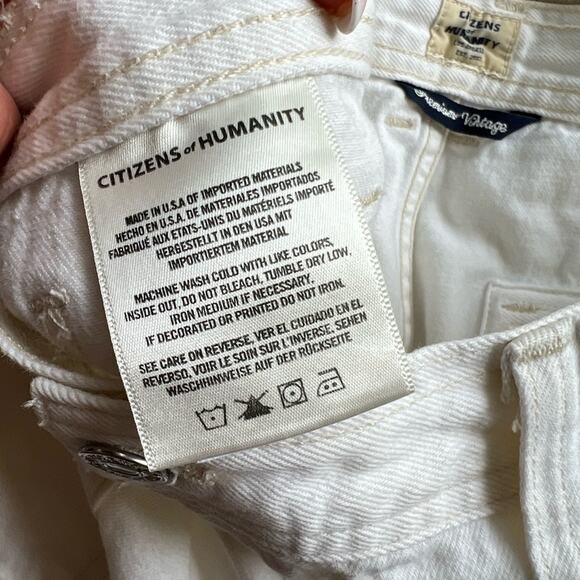 CITIZENS
of
HUMANITY
Premium Vintage
CITIZENS of HUMANITY
MADE IN U.S.A OF IMPORTED MATERIALS
HECHO EN U.S.A. DE MATERIALES IMPORTADOS
FABRIQUÉ AUX ETATS-UNIS DU MATÉRIELS IMPORTÉ
HERGESTELLT IN DEN USA MIT
IMPORTIERTEM MATERIAL
MACHINE WASH COLD WITH LIKE COLORS,
INSIDE OUT, DO NOT BLEACH, TUMBLE DRY LOW,
IRON MEDIUM IF NECESSARY.
IF DECORATED OR PRINTED DO NOT IRON.
SEE CARE ON REVERSE, VER EL CUIDADO EN EL
REVERSO, VOIR LE SOIN SUR L'INVERSE. SEHEN
WASCHHINWEISE AUF DER RÜCKSEITE